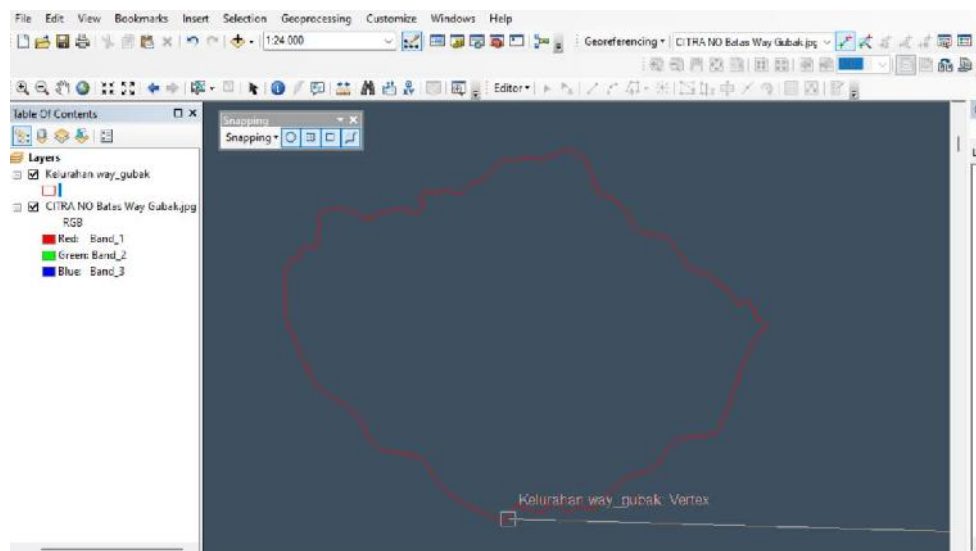 File Edit View Bookmarks Insert Selection Geoprocessing Customize Windows Help
1:24.000 Georeferencing CITRA NO Batas Way Gubak.jpg
Editor
Table Of Contents
Snapping
Snapping
Layers
Kelurahan way_gubak
CITRA NO Batas Way Gubak.jpg
RGB
Red: Band_1
Green: Band_2
Blue: Band_3
Kelurahan way_gubak: Vertex